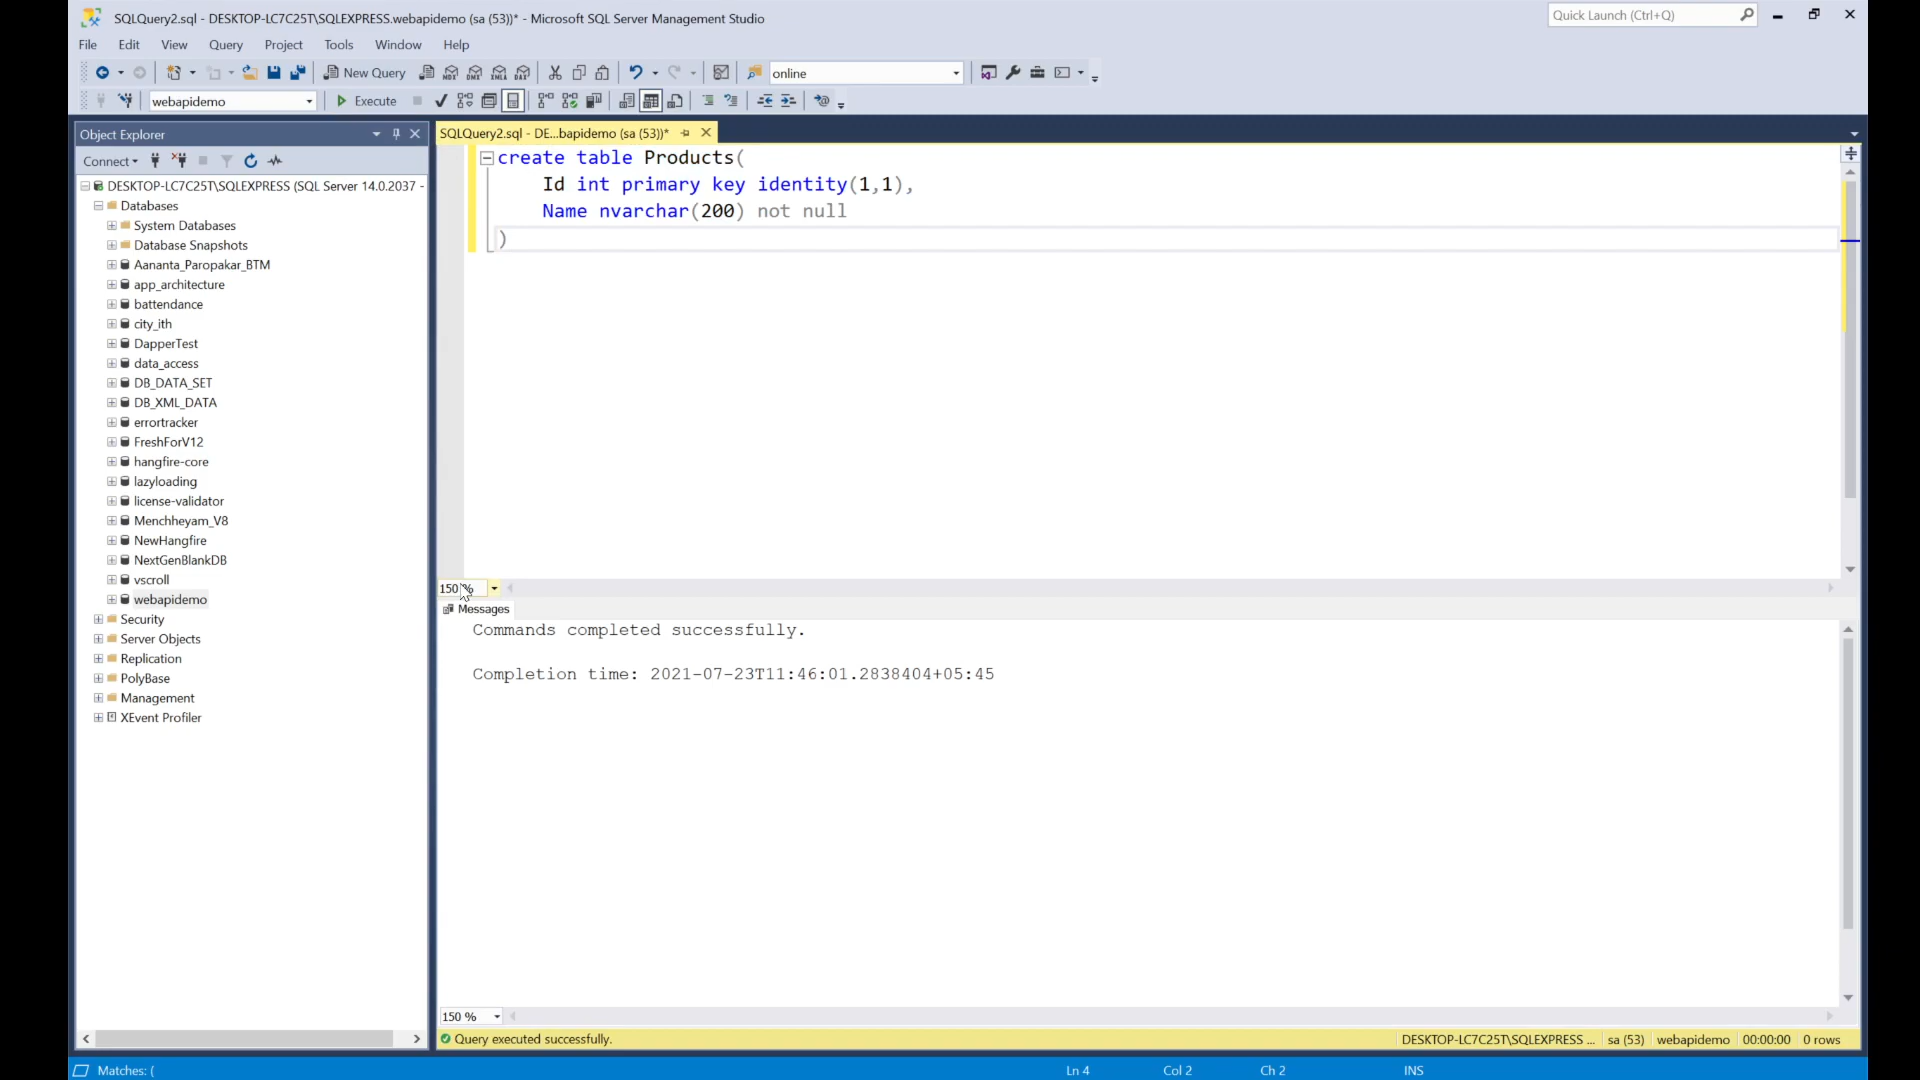 SQLQuery2.sql - DESKTOP-LC7C25T\SQLEXPRESS.webapidemo (sa (53))* - Microsoft SQL Server Management Studio
Quick Launch (Ctrl+Q)
File Edit View Query Project Tools Window Help
New Query
online
webapidemo
Execute
Object Explorer
SQLQuery2.sql - DE...bapidemo (sa (53))*
Connect
DESKTOP-LC7C25T\SQLEXPRESS (SQL Server 14.0.2037 -
Databases
System Databases
Database Snapshots
Aananta_Paropakar_BTM
app_architecture
battendance
city_ith
DapperTest
data_access
DB_DATA_SET
DB_XML_DATA
errortracker
FreshForV12
hangfire-core
lazyloading
license-validator
Menchheyam_V8
NewHangfire
NextGenBlankDB
vscroll
webapidemo
Security
Server Objects
Replication
PolyBase
Management
XEvent Profiler
create table Products(
Id int primary key identity(1,1),
Name nvarchar(200) not null
)
150 %
Messages
Commands completed successfully.
Completion time: 2021-07-23T11:46:01.2838404+05:45
150 %
Query executed successfully.
DESKTOP-LC7C25T\SQLEXPRESS ... sa (53) webapidemo 00:00:00 0 rows
Matches: (
Ln 4 Col 2 Ch 2 INS